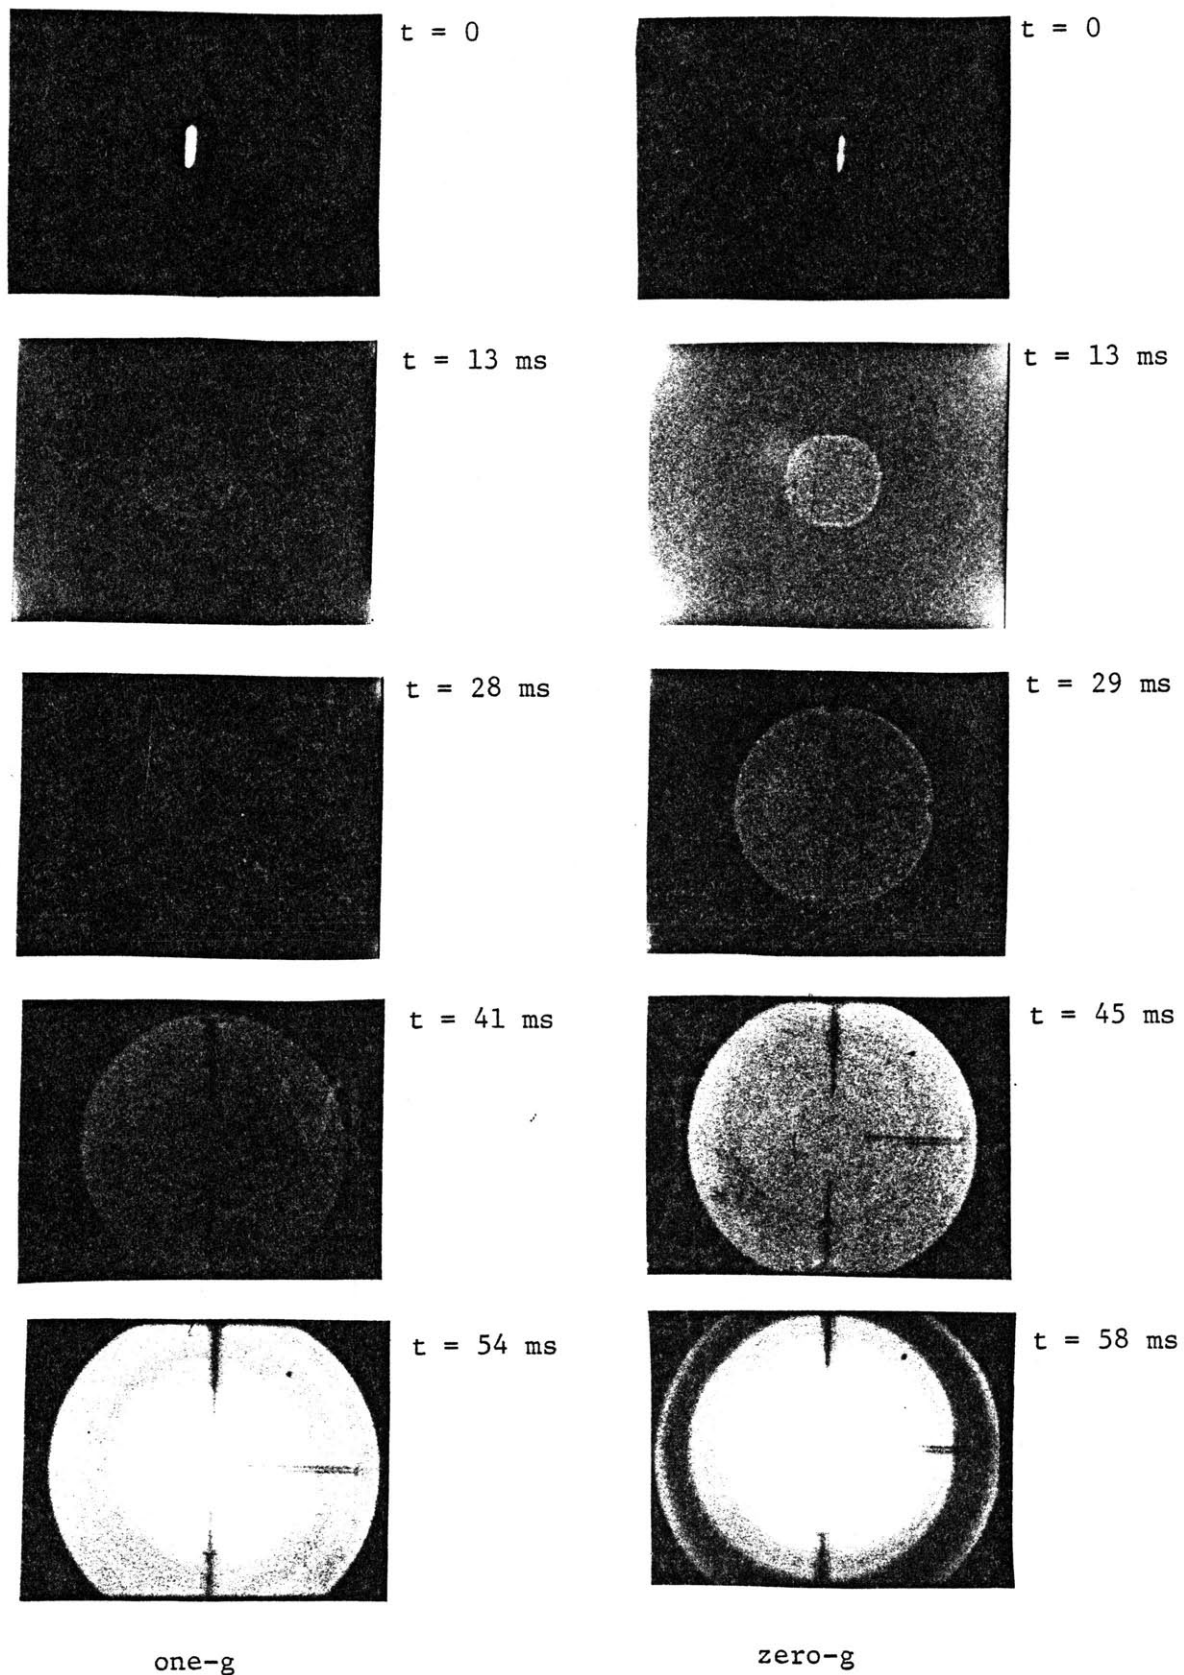 t = 0
t = 0
t = 13 ms
t = 13 ms
t = 28 ms
t = 29 ms
t = 41 ms
t = 45 ms
t = 54 ms
t = 58 ms
one-g
zero-g